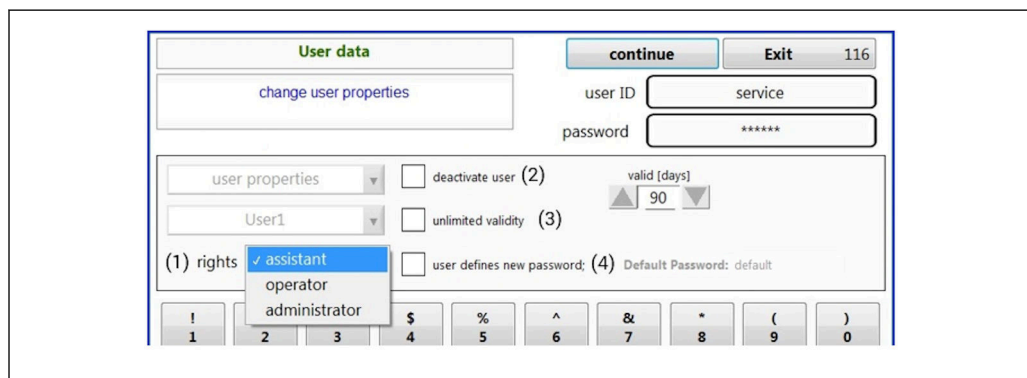 User data
continue
Exit 116
change user properties
user ID service
password ******
user properties
deactivate user (2)
valid [days]
90
User1
unlimited validity (3)
(1) rights ✓ assistant
operator
administrator
user defines new password; (4) Default Password: default
! $ % ^ & * ( )
1 2 3 4 5 6 7 8 9 0